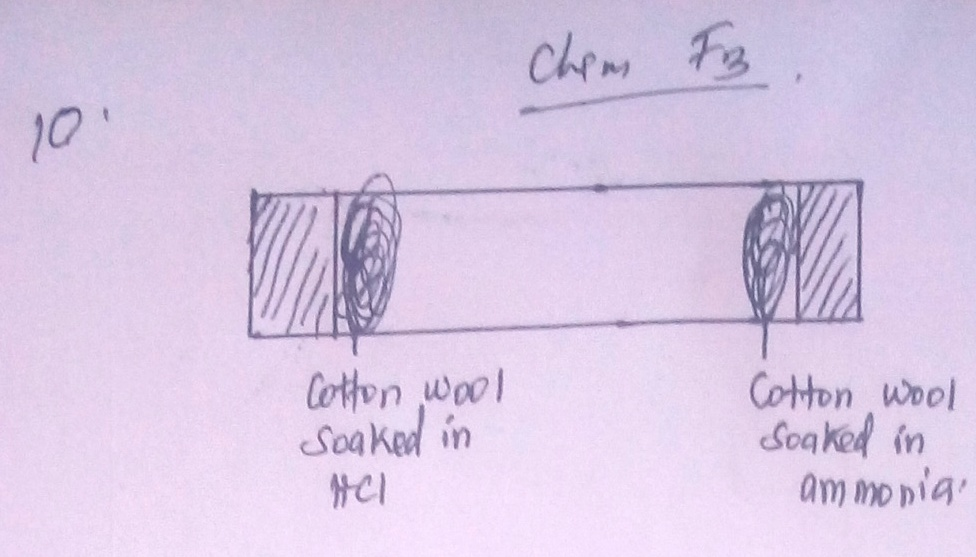 Chem F3.
10.
Cotton wool
soaked in
HCl
Cotton wool
soaked in
ammonia.